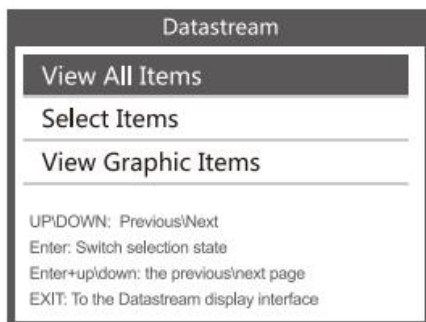 Datastream
View All Items
Select Items
View Graphic Items
UP\DOWN: Previous\Next
Enter: Switch selection state
Enter+up\down: the previous\next page
EXIT: To the Datastream display interface